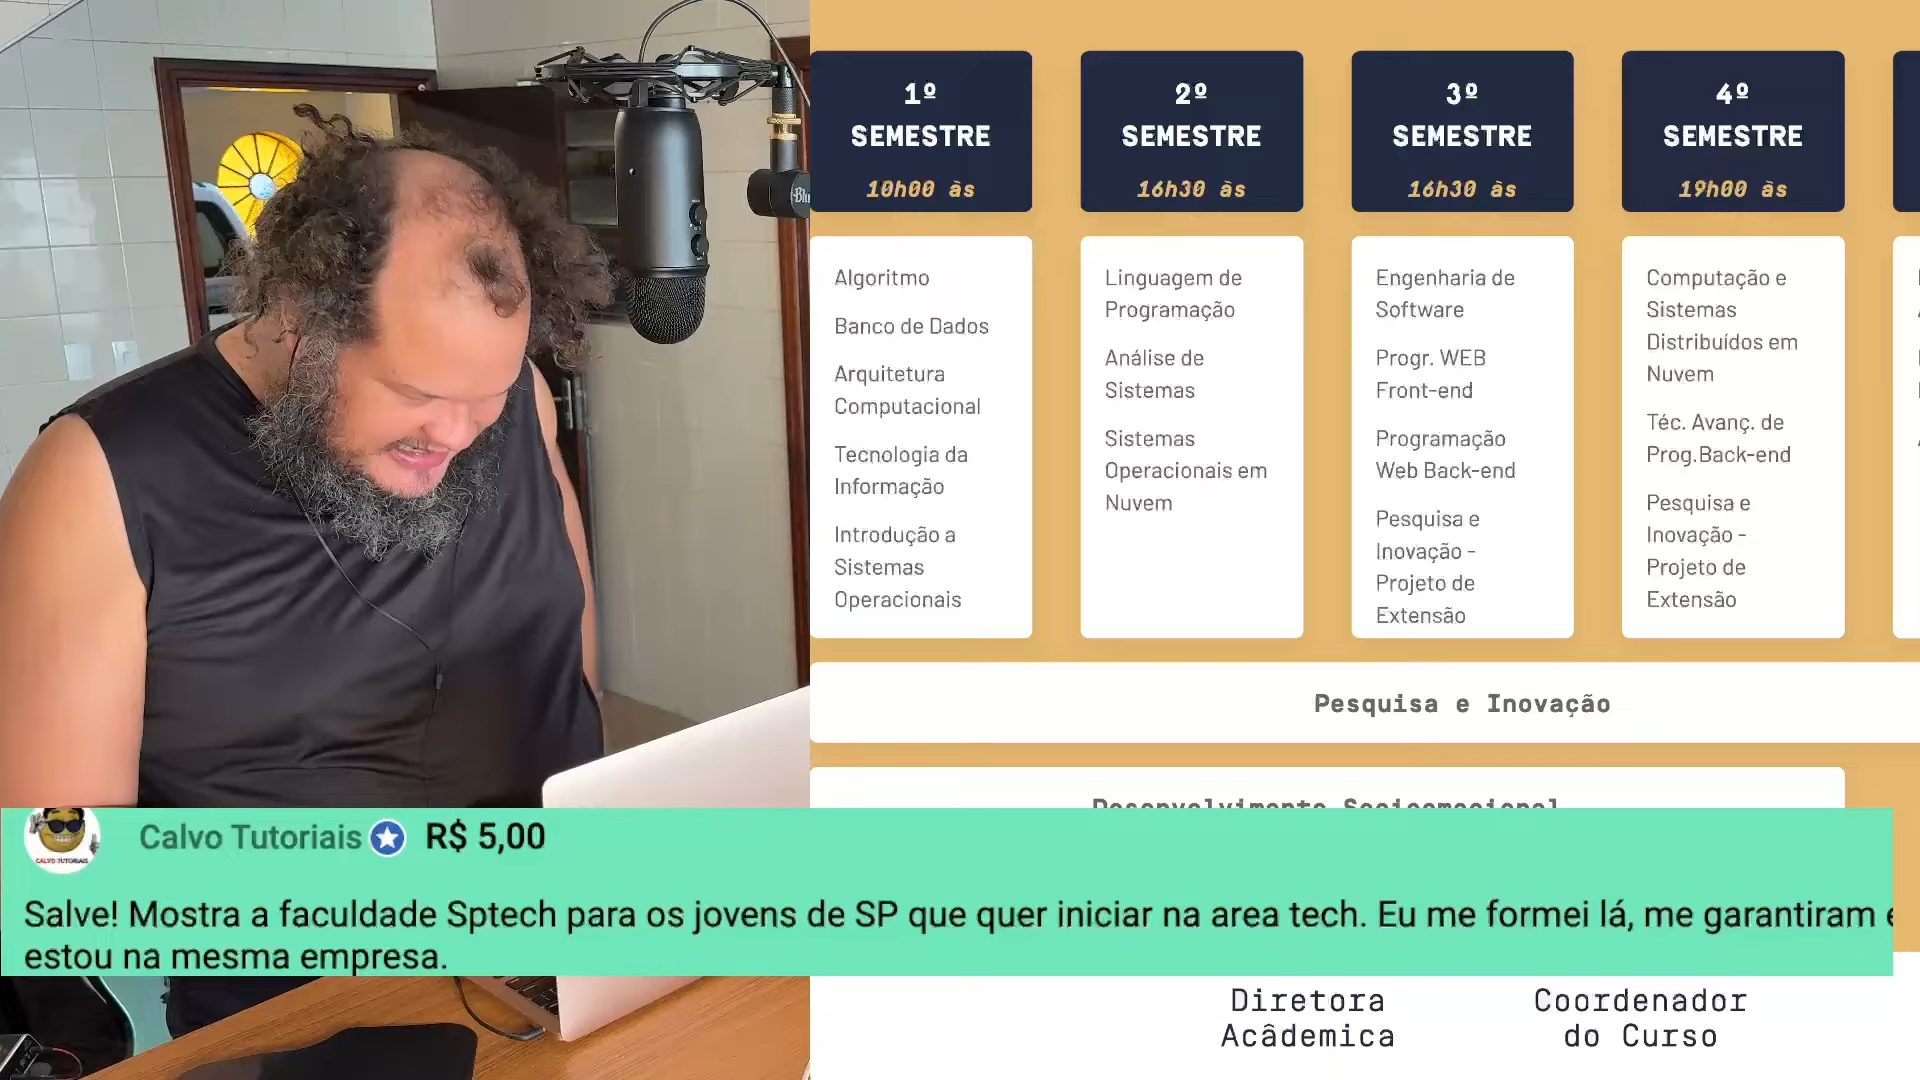 1º
SEMESTRE
10h00 às
Algoritmo
Banco de Dados
Arquitetura
Computacional
Tecnologia da
Informação
Introdução a
Sistemas
Operacionais
2º
SEMESTRE
16h30 às
Linguagem de
Programação
Análise de
Sistemas
Sistemas
Operacionais em
Nuvem
3º
SEMESTRE
16h30 às
Engenharia de
Software
Progr. WEB
Front-end
Programação
Web Back-end
Pesquisa e
Inovação -
Projeto de
Extensão
4º
SEMESTRE
19h00 às
Computação e
Sistemas
Distribuídos em
Nuvem
Téc. Avanç. de
Prog.Back-end
Pesquisa e
Inovação -
Projeto de
Extensão
Pesquisa e Inovação
Desenvolvimento Socioemocional
CALVO TUTORIAIS
Calvo Tutoriais R$ 5,00
Salve! Mostra a faculdade Sptech para os jovens de SP que quer iniciar na area tech. Eu me formei lá, me garantiram
estou na mesma empresa.
Diretora
Acâdemica
Coordenador
do Curso